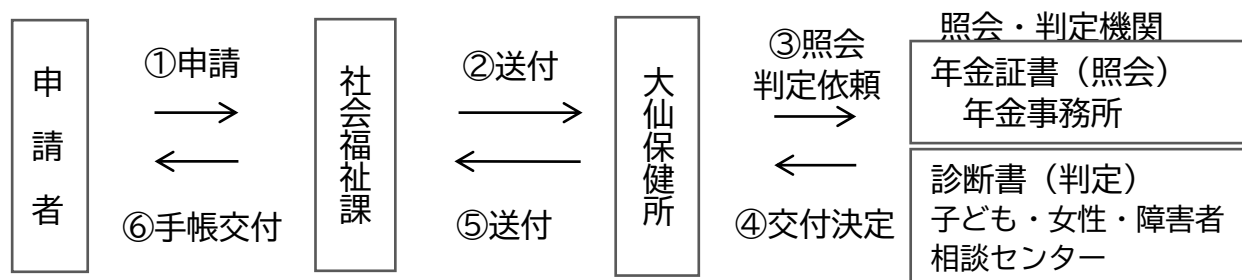 申請者
①申請
⑥手帳交付
社会福祉課
②送付
⑤送付
大仙保健所
③照会
判定依頼
④交付決定
照会・判定機関
年金証書（照会）
年金事務所
診断書（判定）
子ども・女性・障害者
相談センター